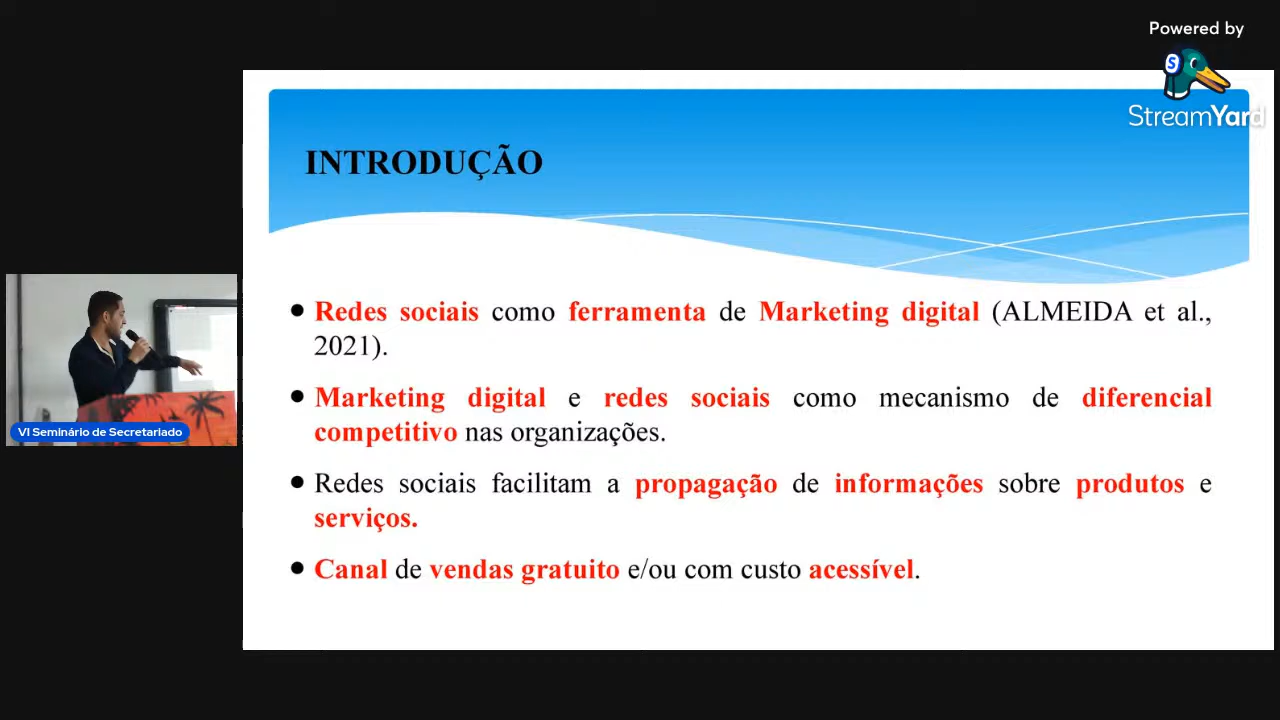 Powered by
StreamYard
INTRODUÇÃO
• Redes sociais como ferramenta de Marketing digital (ALMEIDA et al.,
2021).
• Marketing digital e redes sociais como mecanismo de diferencial
competitivo nas organizações.
• Redes sociais facilitam a propagação de informações sobre produtos e
serviços.
• Canal de vendas gratuito e/ou com custo acessível.
VI Seminário de Secretariado